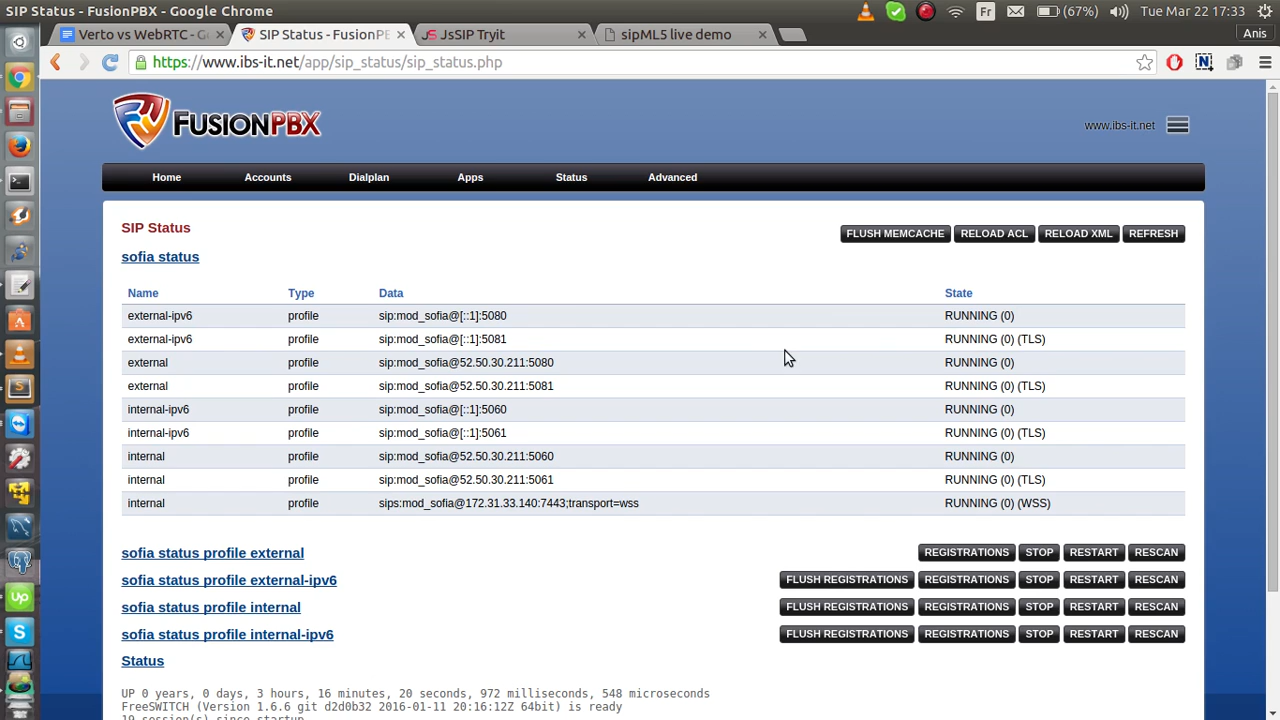 SIP Status - FusionPBX - Google Chrome
Fr
(67%)
Tue Mar 22 17:33
Verto vs WebRTC - G
SIP Status - FusionPB
JsSIP Tryit
sipML5 live demo
Anis
https://www.ibs-it.net/app/sip_status/sip_status.php
FUSIONPBX
www.ibs-it.net
Home Accounts Dialplan Apps Status Advanced
SIP Status
FLUSH MEMCACHE RELOAD ACL RELOAD XML REFRESH
sofia status
Name Type Data State
external-ipv6 profile sip:mod_sofia@[::1]:5080 RUNNING (0)
external-ipv6 profile sip:mod_sofia@[::1]:5081 RUNNING (0) (TLS)
external profile sip:mod_sofia@52.50.30.211:5080 RUNNING (0)
external profile sip:mod_sofia@52.50.30.211:5081 RUNNING (0) (TLS)
internal-ipv6 profile sip:mod_sofia@[::1]:5060 RUNNING (0)
internal-ipv6 profile sip:mod_sofia@[::1]:5061 RUNNING (0) (TLS)
internal profile sip:mod_sofia@52.50.30.211:5060 RUNNING (0)
internal profile sip:mod_sofia@52.50.30.211:5061 RUNNING (0) (TLS)
internal profile sips:mod_sofia@172.31.33.140:7443;transport=wss RUNNING (0) (WSS)
sofia status profile external REGISTRATIONS STOP RESTART RESCAN
sofia status profile external-ipv6 FLUSH REGISTRATIONS REGISTRATIONS STOP RESTART RESCAN
sofia status profile internal FLUSH REGISTRATIONS REGISTRATIONS STOP RESTART RESCAN
sofia status profile internal-ipv6 FLUSH REGISTRATIONS REGISTRATIONS STOP RESTART RESCAN
Status
UP 0 years, 0 days, 3 hours, 16 minutes, 20 seconds, 972 milliseconds, 548 microseconds
FreeSWITCH (Version 1.6.6 git d2d0b32 2016-01-11 20:16:12Z 64bit) is ready
19 session(s) since startup